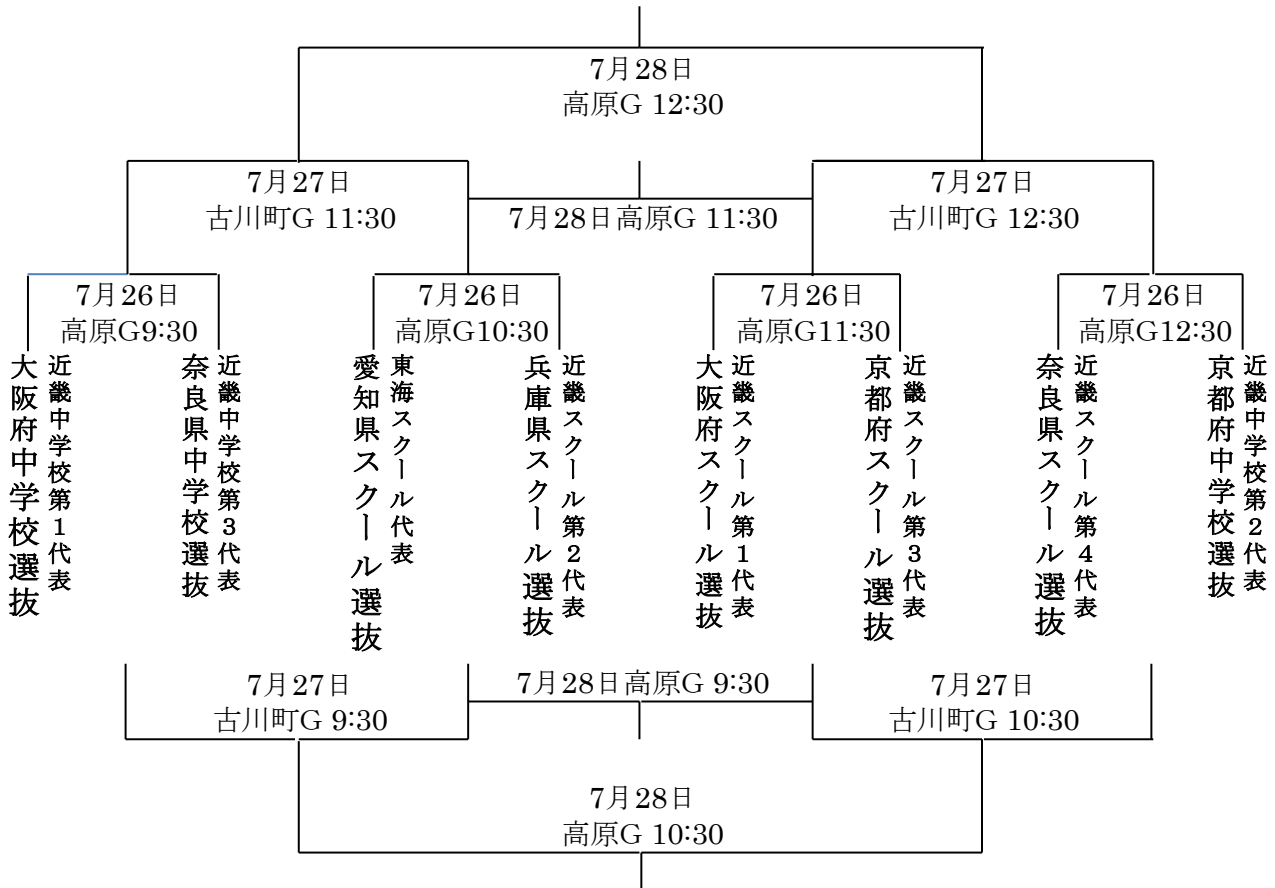 7月28日
高原G 12:30
7月27日
古川町G 11:30
7月28日高原G 11:30
7月27日
古川町G 12:30
7月26日
高原G9:30
7月26日
高原G10:30
7月26日
高原G11:30
7月26日
高原G12:30
近畿中学校第1代表
大阪府中学校選抜
近畿中学校第3代表
奈良県中学校選抜
東海スクール代表
愛知県スクール選抜
近畿スクール第2代表
兵庫県スクール選抜
近畿スクール第1代表
大阪府スクール選抜
近畿スクール第3代表
京都府スクール選抜
近畿スクール第4代表
奈良県スクール選抜
近畿中学校第2代表
京都府中学校選抜
7月27日
古川町G 9:30
7月28日高原G 9:30
7月27日
古川町G 10:30
7月28日
高原G 10:30